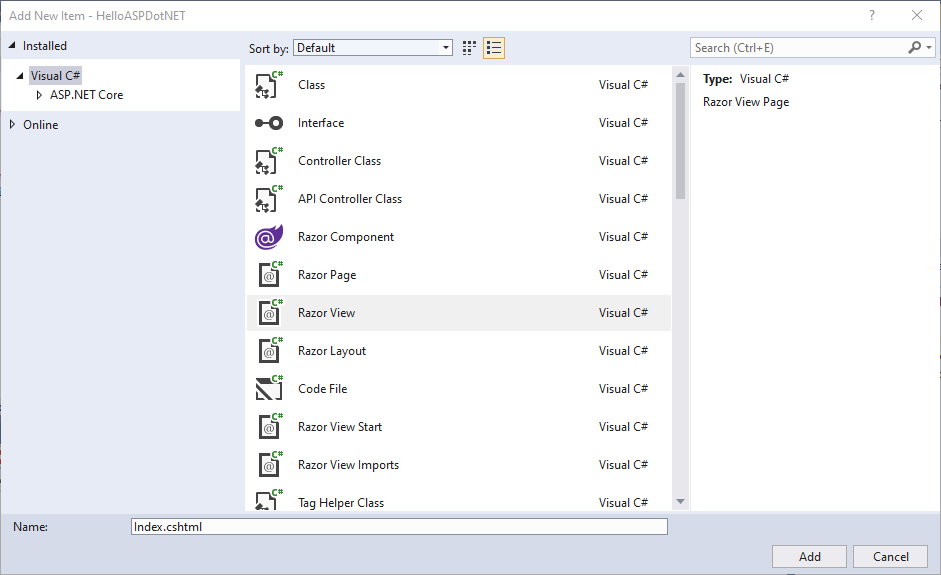 Add New Item - HelloASPDotNET
?
Installed
Sort by: Default
Search (Ctrl+E)
Visual C#
ASP.NET Core
Online
C# Class Visual C#
Interface Visual C#
C# Controller Class Visual C#
C# API Controller Class Visual C#
@ Razor Component Visual C#
C# @ Razor Page Visual C#
C# @ Razor View Visual C#
C# @ Razor Layout Visual C#
C# Code File Visual C#
C# @ Razor View Start Visual C#
C# @ Razor View Imports Visual C#
C# Tag Helper Class Visual C#
Type: Visual C#
Razor View Page
Name: Index.cshtml
Add Cancel